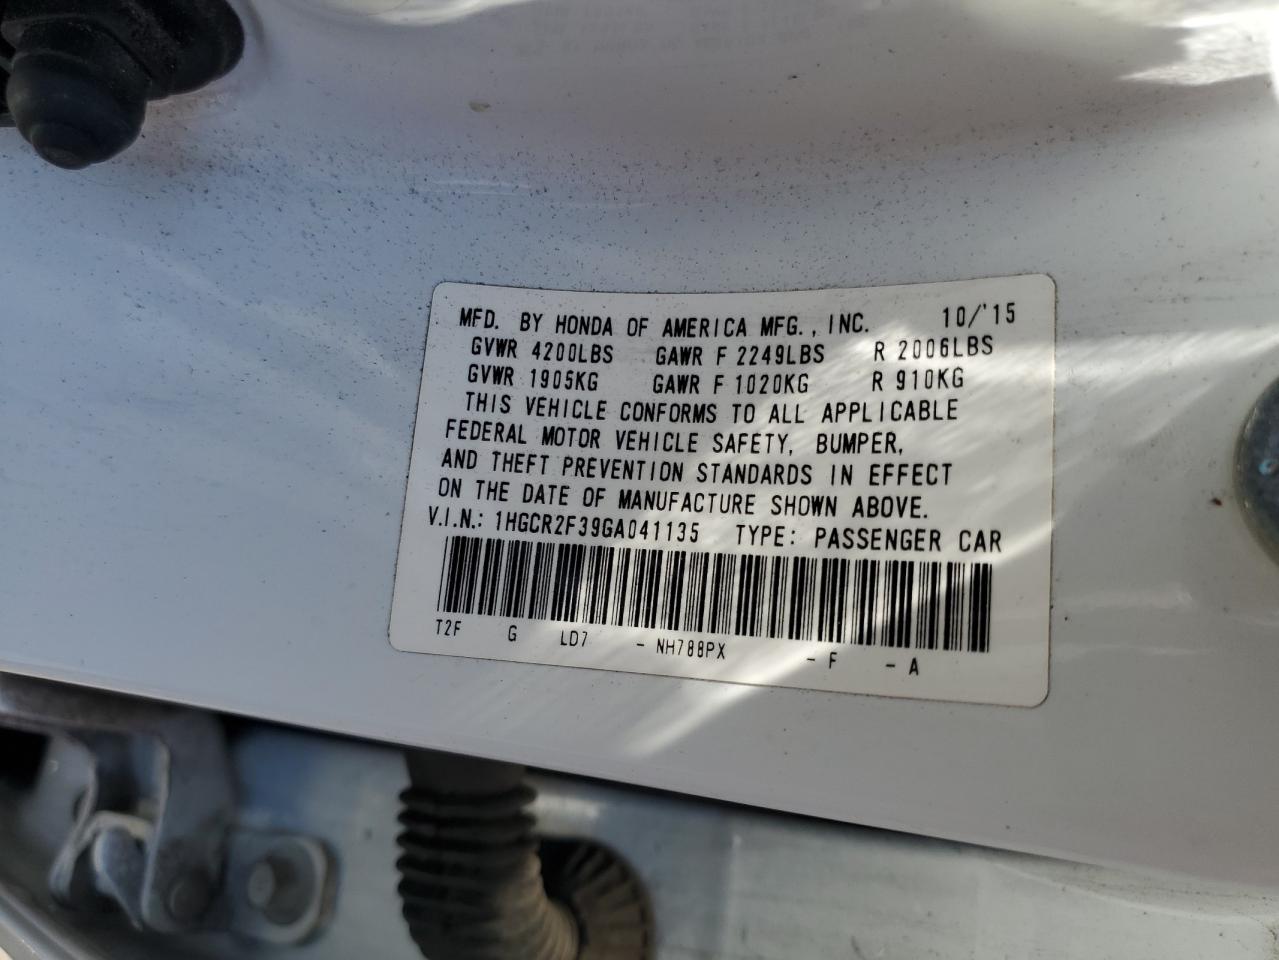 MFD. BY HONDA OF AMERICA MFG., INC. 10/'15
GVWR 4200LBS GAWR F 2249LBS R 2006LBS
GVWR 1905KG GAWR F 1020KG R 910KG
THIS VEHICLE CONFORMS TO ALL APPLICABLE
FEDERAL MOTOR VEHICLE SAFETY, BUMPER,
AND THEFT PREVENTION STANDARDS IN EFFECT
ON THE DATE OF MANUFACTURE SHOWN ABOVE.
V.I.N.: 1HGCR2F39GA041135 TYPE: PASSENGER CAR
T2F G LD7 - NH788PX - F - A